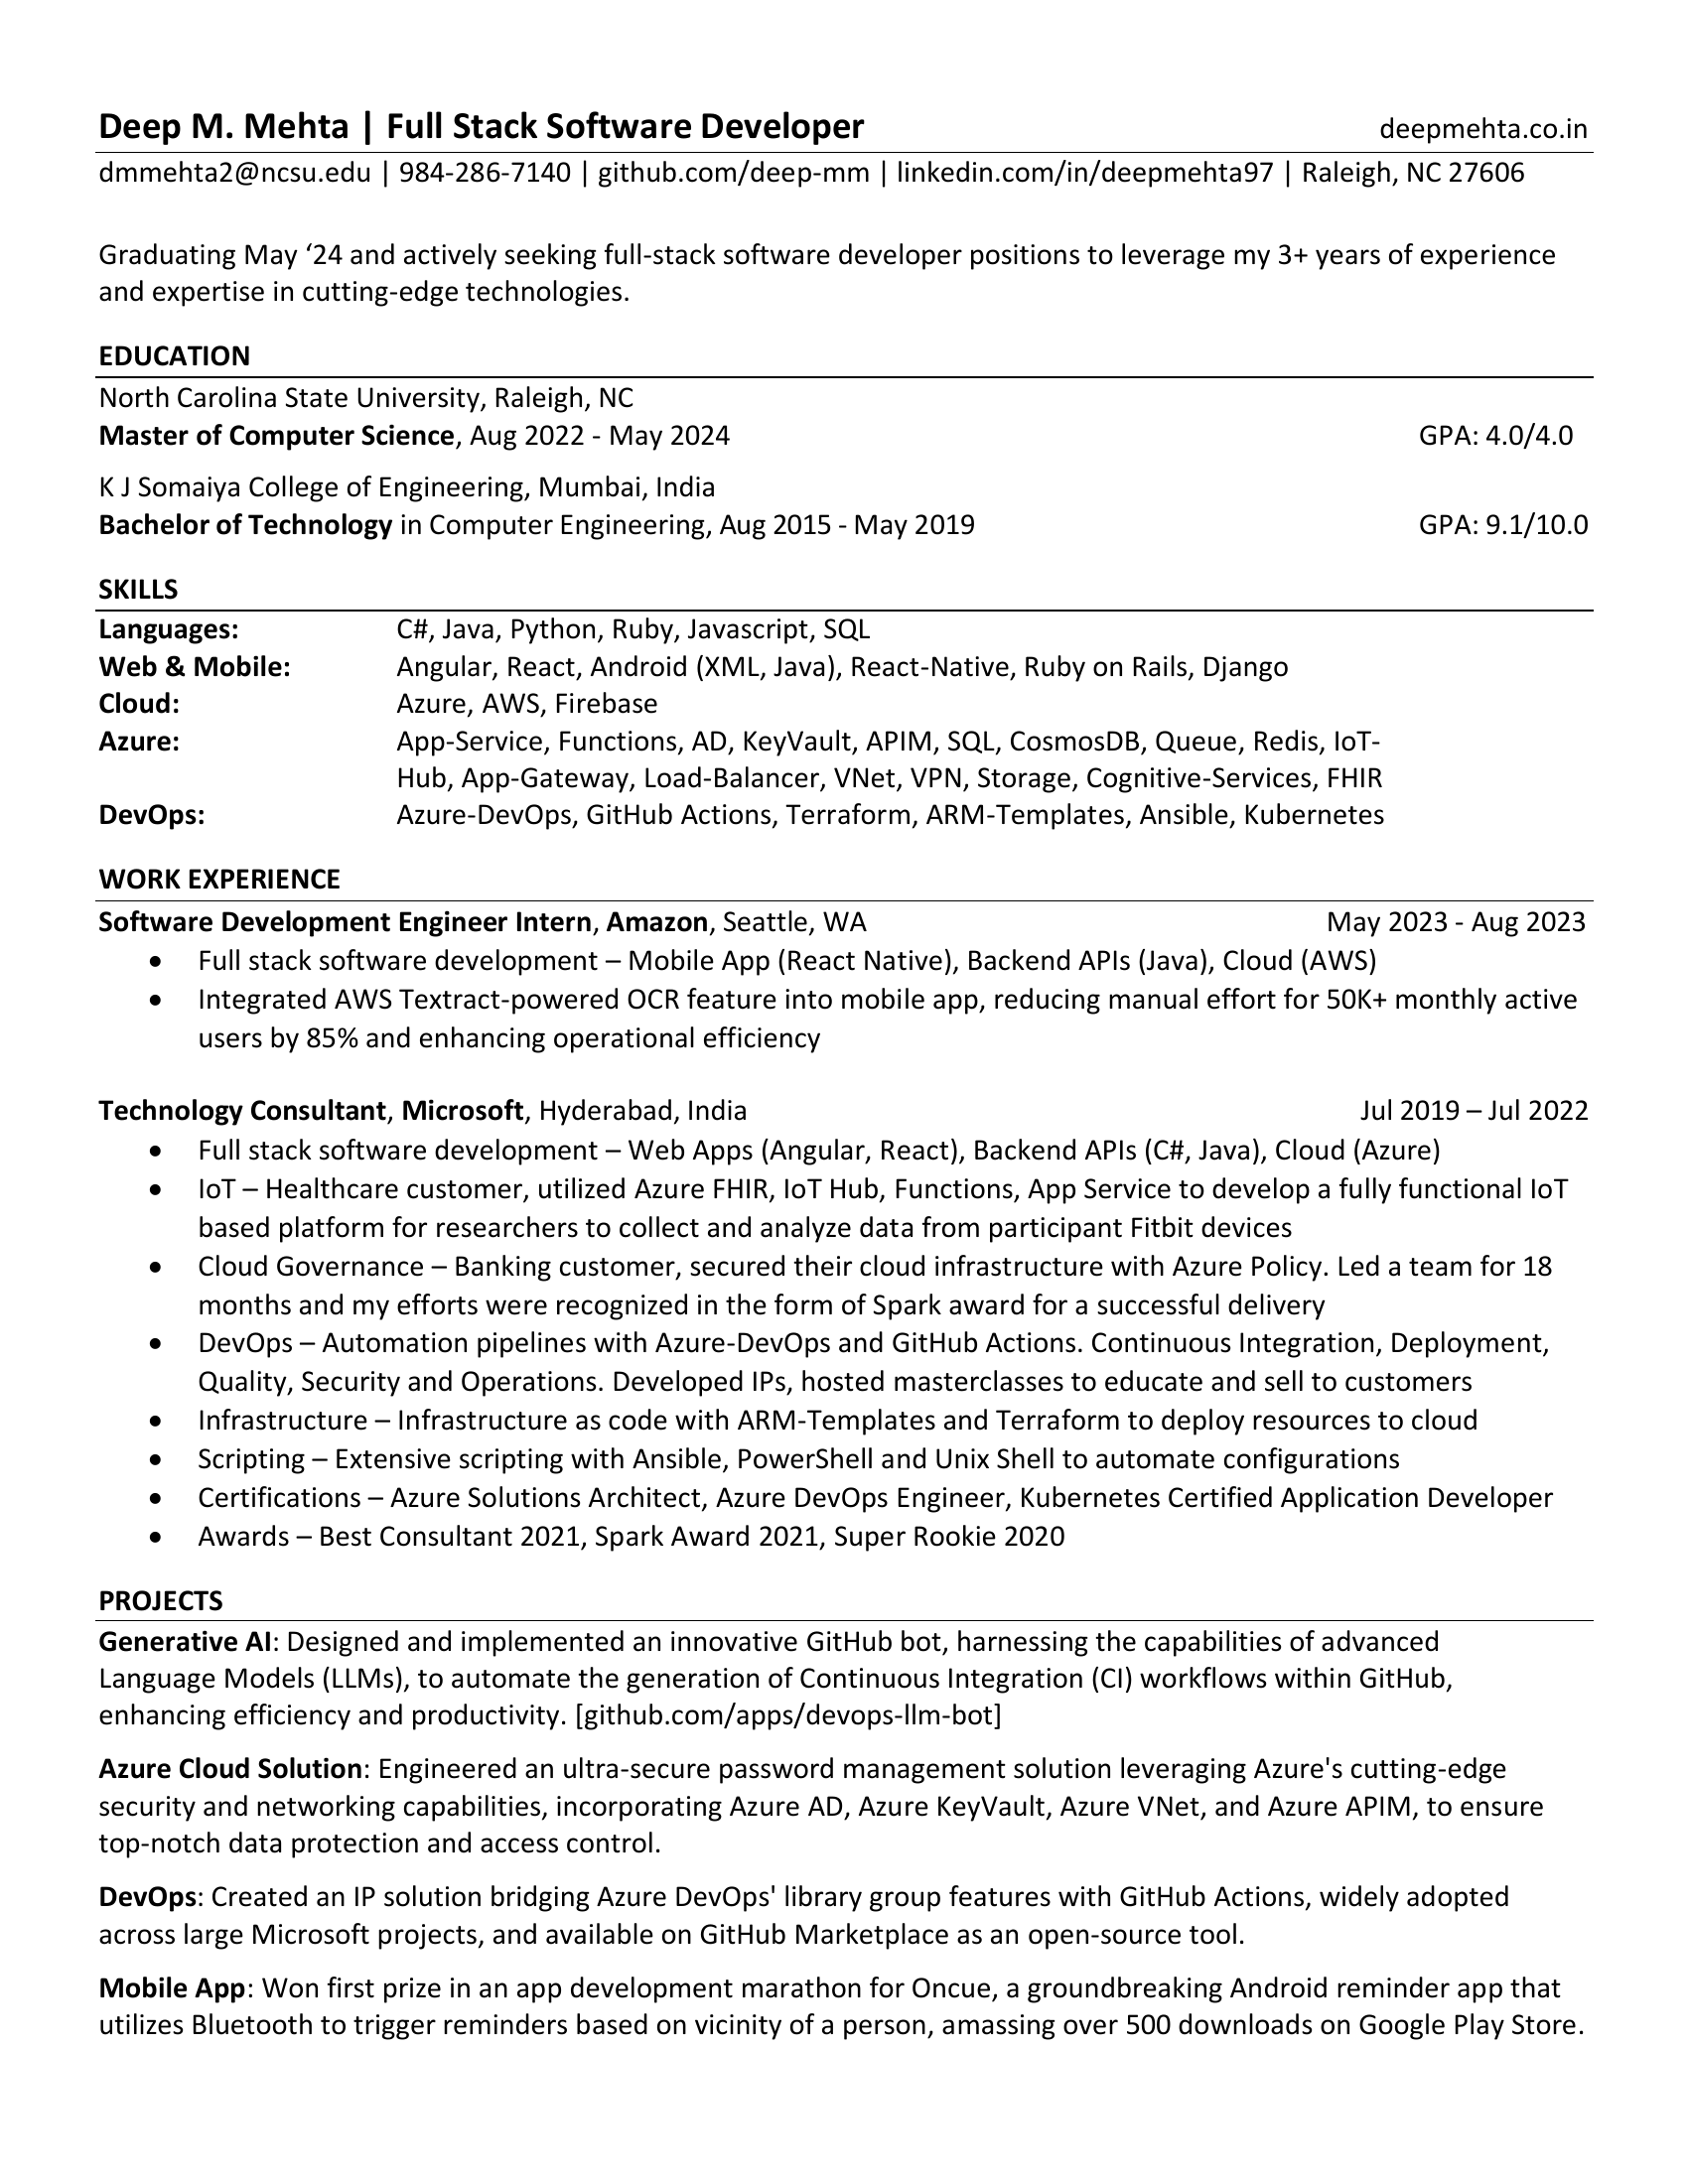 Deep M. Mehta | Full Stack Software Developer deepmehta.co.in
dmmehta2@ncsu.edu | 984-286-7140 | github.com/deep-mm | linkedin.com/in/deepmehta97 | Raleigh, NC 27606
Graduating May ‘24 and actively seeking full-stack software developer positions to leverage my 3+ years of experience
and expertise in cutting-edge technologies.
EDUCATION
North Carolina State University, Raleigh, NC
Master of Computer Science, Aug 2022 - May 2024 GPA: 4.0/4.0
K J Somaiya College of Engineering, Mumbai, India
Bachelor of Technology in Computer Engineering, Aug 2015 - May 2019 GPA: 9.1/10.0
SKILLS
Languages: C#, Java, Python, Ruby, Javascript, SQL
Web & Mobile: Angular, React, Android (XML, Java), React-Native, Ruby on Rails, Django
Cloud: Azure, AWS, Firebase
Azure: App-Service, Functions, AD, KeyVault, APIM, SQL, CosmosDB, Queue, Redis, IoT-
Hub, App-Gateway, Load-Balancer, VNet, VPN, Storage, Cognitive-Services, FHIR
DevOps: Azure-DevOps, GitHub Actions, Terraform, ARM-Templates, Ansible, Kubernetes
WORK EXPERIENCE
Software Development Engineer Intern, Amazon, Seattle, WA May 2023 - Aug 2023
• Full stack software development – Mobile App (React Native), Backend APIs (Java), Cloud (AWS)
• Integrated AWS Textract-powered OCR feature into mobile app, reducing manual effort for 50K+ monthly active
users by 85% and enhancing operational efficiency
Technology Consultant, Microsoft, Hyderabad, India Jul 2019 – Jul 2022
• Full stack software development – Web Apps (Angular, React), Backend APIs (C#, Java), Cloud (Azure)
• IoT – Healthcare customer, utilized Azure FHIR, IoT Hub, Functions, App Service to develop a fully functional IoT
based platform for researchers to collect and analyze data from participant Fitbit devices
• Cloud Governance – Banking customer, secured their cloud infrastructure with Azure Policy. Led a team for 18
months and my efforts were recognized in the form of Spark award for a successful delivery
• DevOps – Automation pipelines with Azure-DevOps and GitHub Actions. Continuous Integration, Deployment,
Quality, Security and Operations. Developed IPs, hosted masterclasses to educate and sell to customers
• Infrastructure – Infrastructure as code with ARM-Templates and Terraform to deploy resources to cloud
• Scripting – Extensive scripting with Ansible, PowerShell and Unix Shell to automate configurations
• Certifications – Azure Solutions Architect, Azure DevOps Engineer, Kubernetes Certified Application Developer
• Awards – Best Consultant 2021, Spark Award 2021, Super Rookie 2020
PROJECTS
Generative AI: Designed and implemented an innovative GitHub bot, harnessing the capabilities of advanced
Language Models (LLMs), to automate the generation of Continuous Integration (CI) workflows within GitHub,
enhancing efficiency and productivity. [github.com/apps/devops-llm-bot]
Azure Cloud Solution: Engineered an ultra-secure password management solution leveraging Azure's cutting-edge
security and networking capabilities, incorporating Azure AD, Azure KeyVault, Azure VNet, and Azure APIM, to ensure
top-notch data protection and access control.
DevOps: Created an IP solution bridging Azure DevOps' library group features with GitHub Actions, widely adopted
across large Microsoft projects, and available on GitHub Marketplace as an open-source tool.
Mobile App: Won first prize in an app development marathon for Oncue, a groundbreaking Android reminder app that
utilizes Bluetooth to trigger reminders based on vicinity of a person, amassing over 500 downloads on Google Play Store.